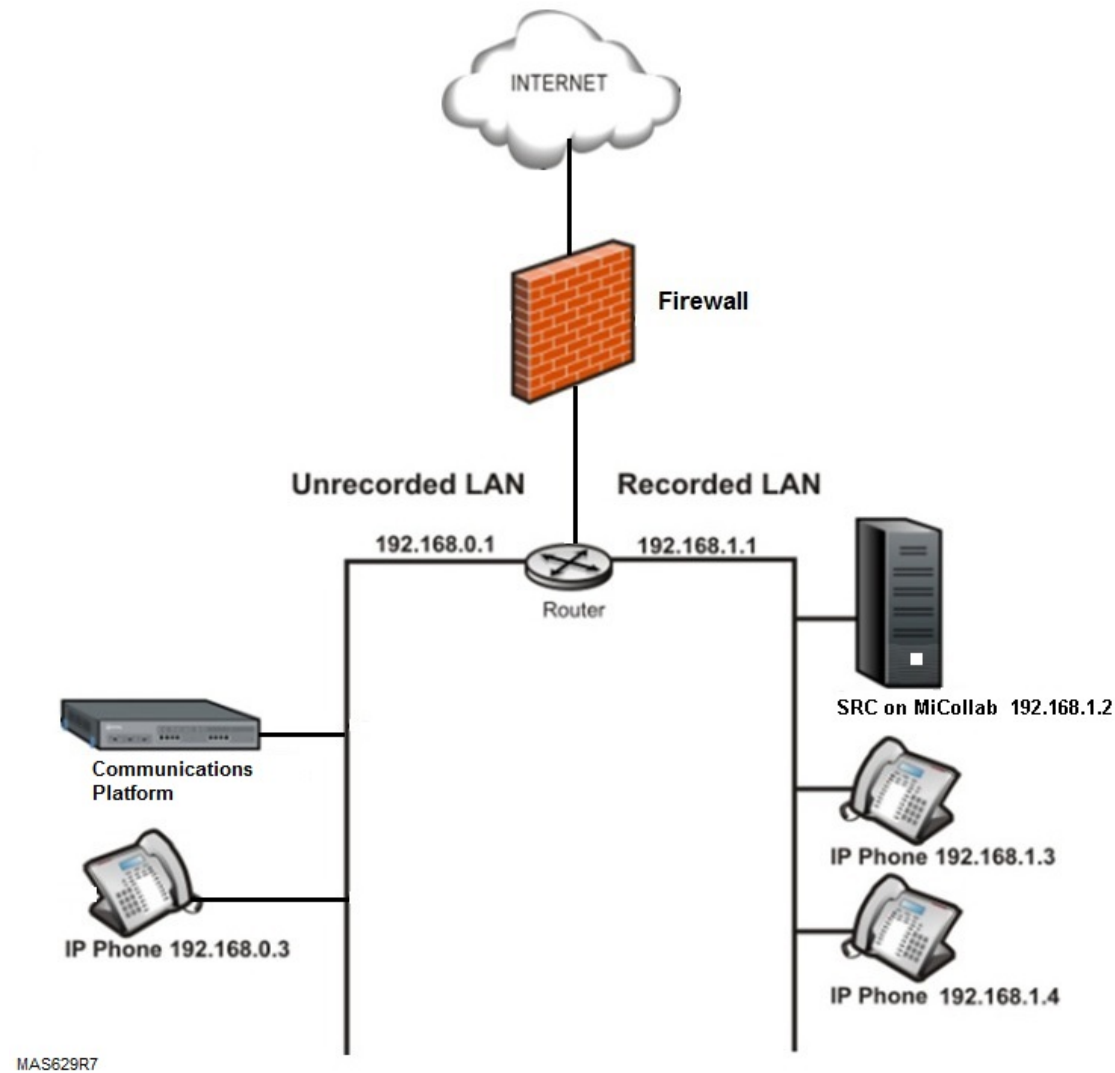 INTERNET
Firewall
Unrecorded LAN
Recorded LAN
192.168.0.1
192.168.1.1
Router
SRC on MiCollab 192.168.1.2
Communications
Platform
IP Phone 192.168.1.3
IP Phone 192.168.0.3
IP Phone 192.168.1.4
MAS629R7